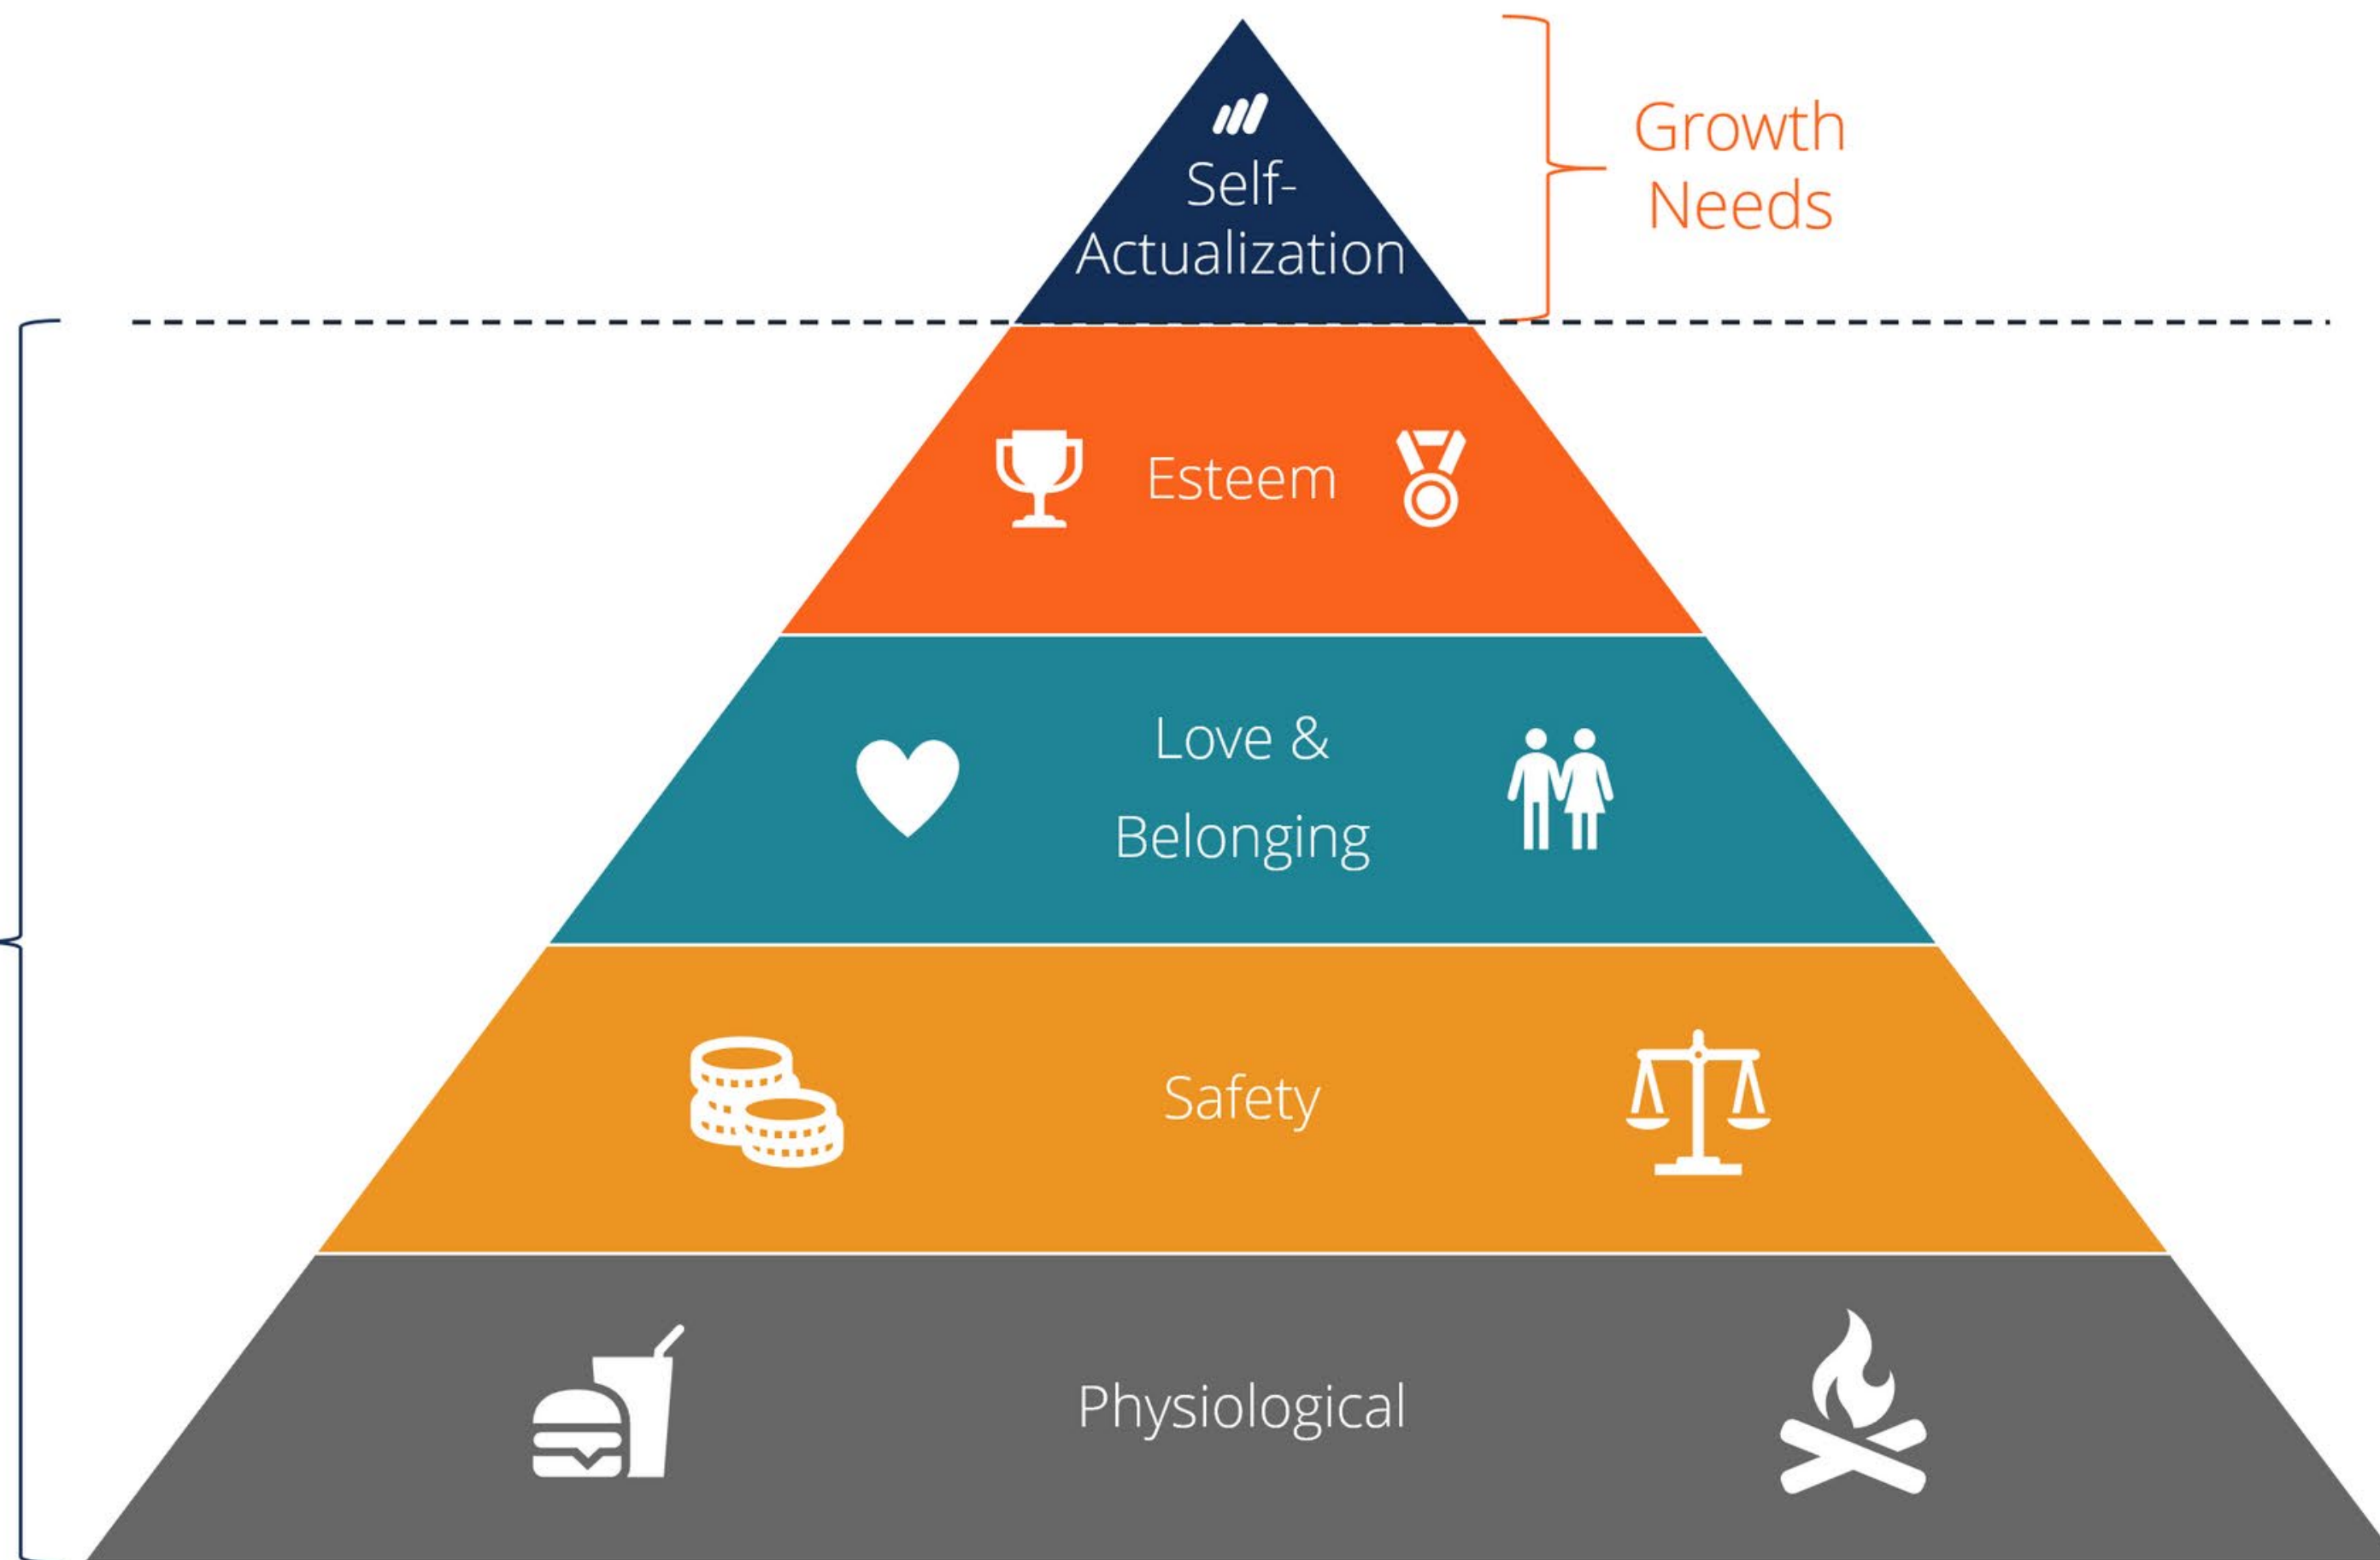 Self-
Actualization
Growth
Needs
Esteem
Love &
Belonging
Safety
Physiological